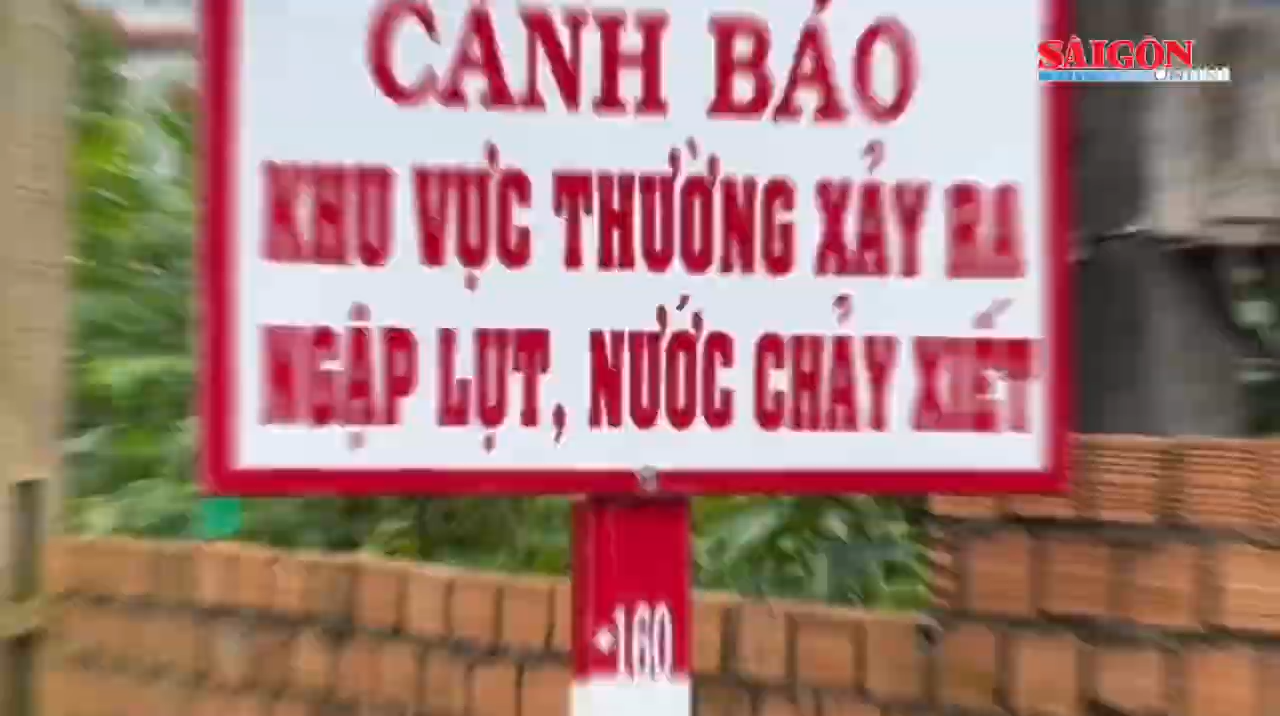 CẢNH BÁO
KHU VỰC THƯỜNG XẢY RA
NGẬP LỤT, NƯỚC CHẢY XIẾT
160
SÀIGÒN